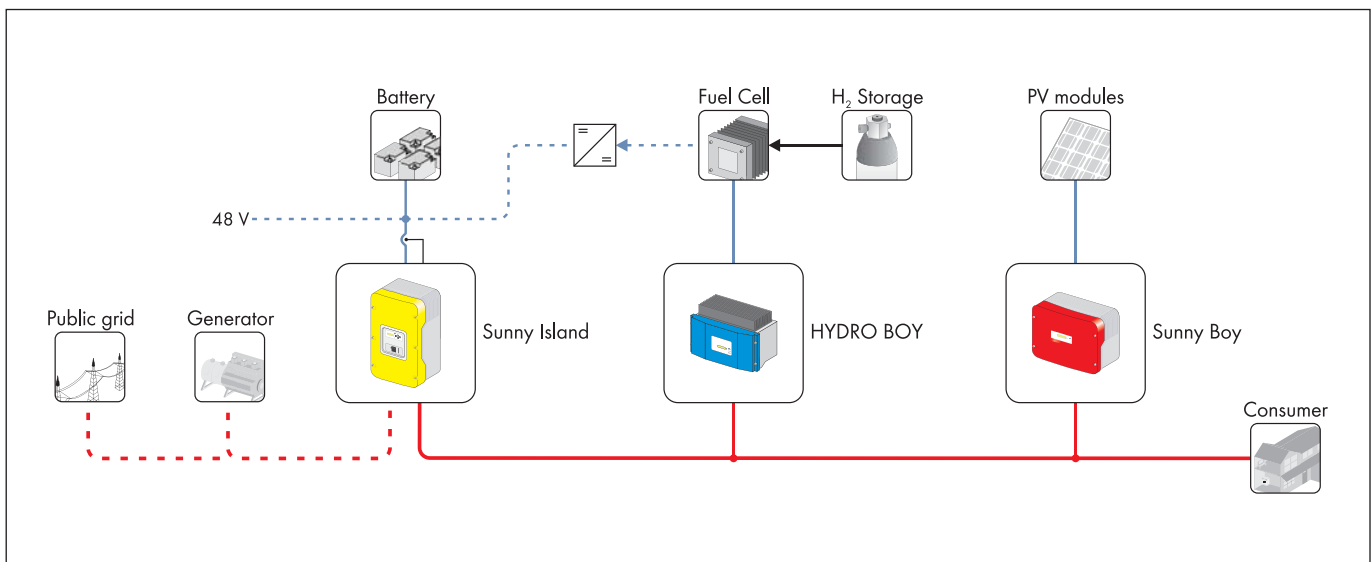 Battery
Fuel Cell
H₂ Storage
PV modules
48 V
Public grid
Generator
Sunny Island
HYDRO BOY
Sunny Boy
Consumer